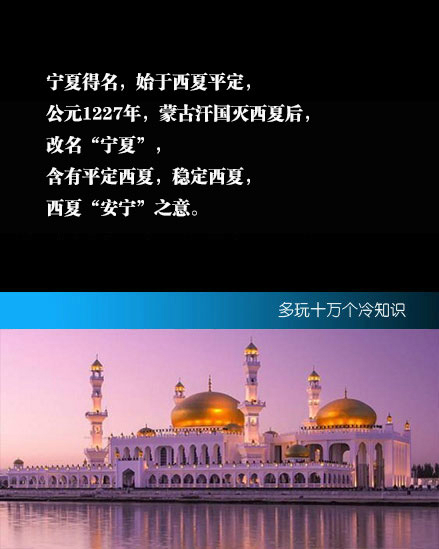 宁夏得名，始于西夏平定，
公元1227年，蒙古汗国灭西夏后，
改名“宁夏”，
含有平定西夏，稳定西夏，
西夏“安宁”之意。
多玩十万个冷知识